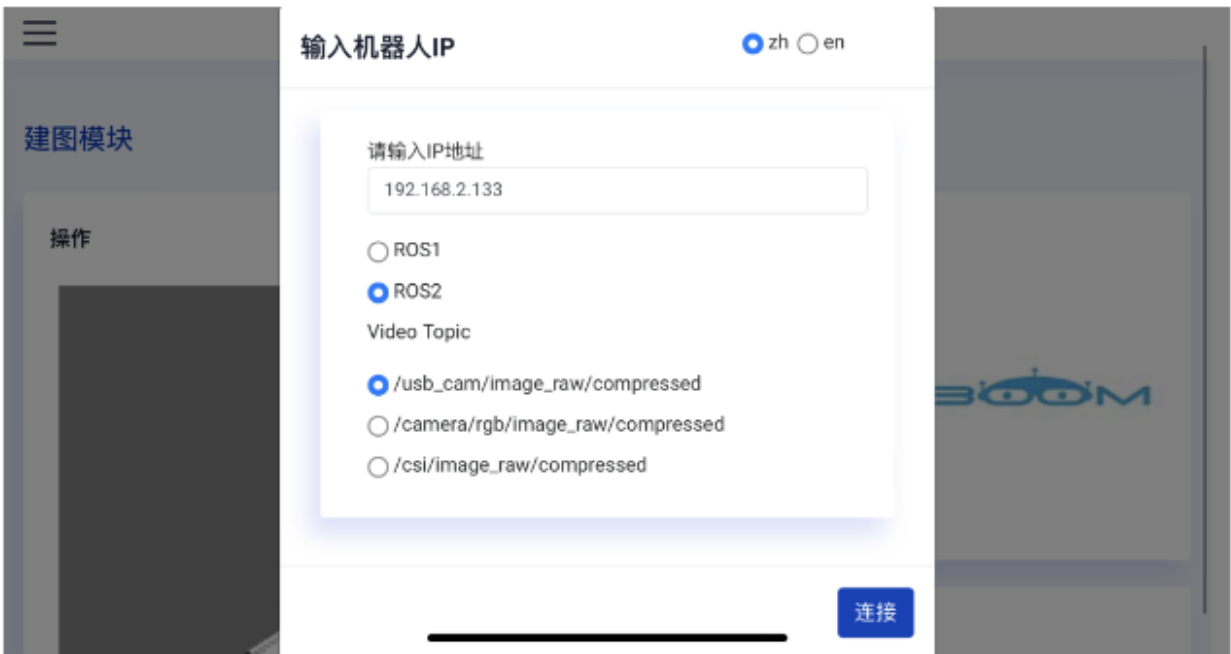 输入机器人IP
zh en
建图模块
请输入IP地址
192.168.2.133
操作
ROS1
ROS2
Video Topic
/usb_cam/image_raw/compressed
/camera/rgb/image_raw/compressed
/csi/image_raw/compressed
BOOM
连接